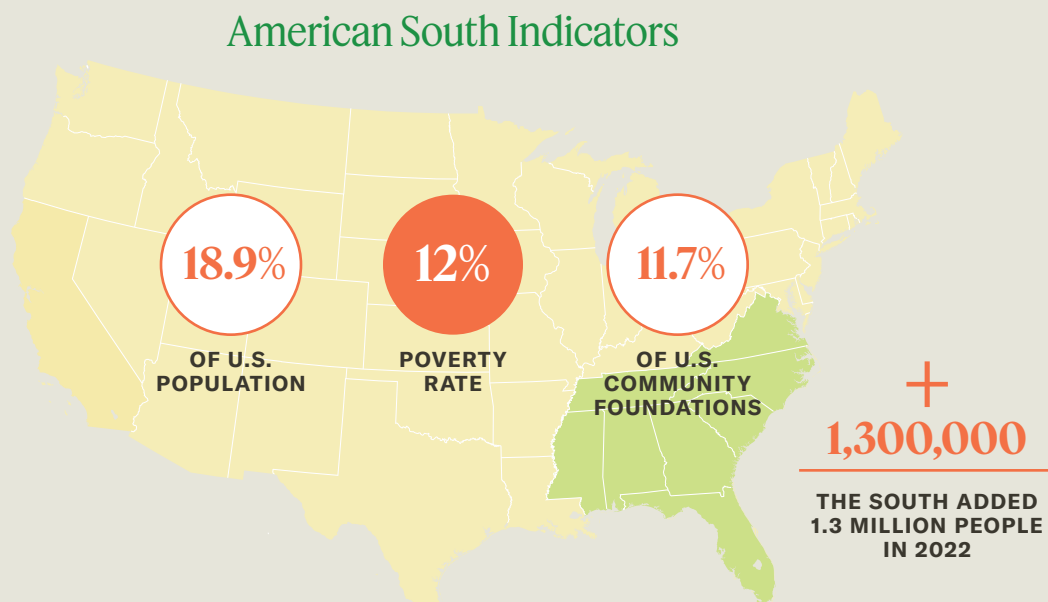 American South Indicators
18.9%
OF U.S.
POPULATION
12%
POVERTY
RATE
11.7%
OF U.S.
COMMUNITY
FOUNDATIONS
+
1,300,000
THE SOUTH ADDED
1.3 MILLION PEOPLE
IN 2022